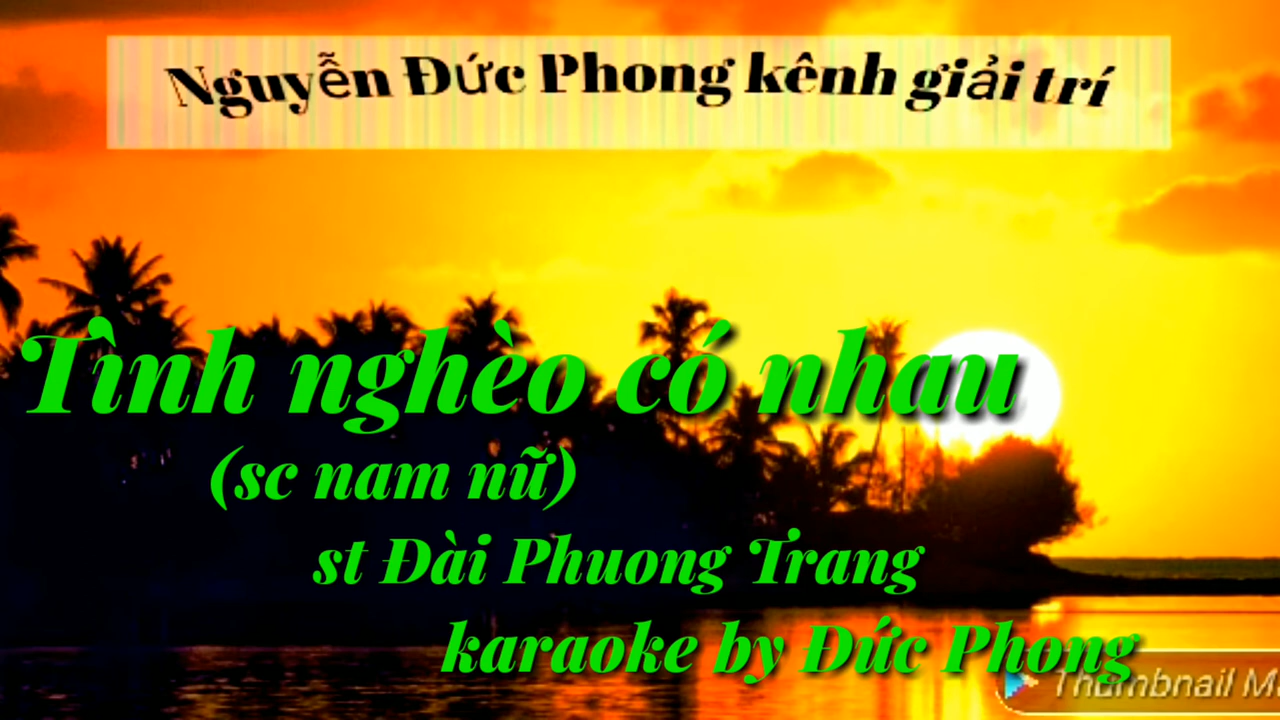 Nguyễn Đức Phong kênh giải trí
Tình nghèo có nhau
(sc nam nữ)
st Đài Phuong Trang
karaoke by Đức Phong
Thumbnail